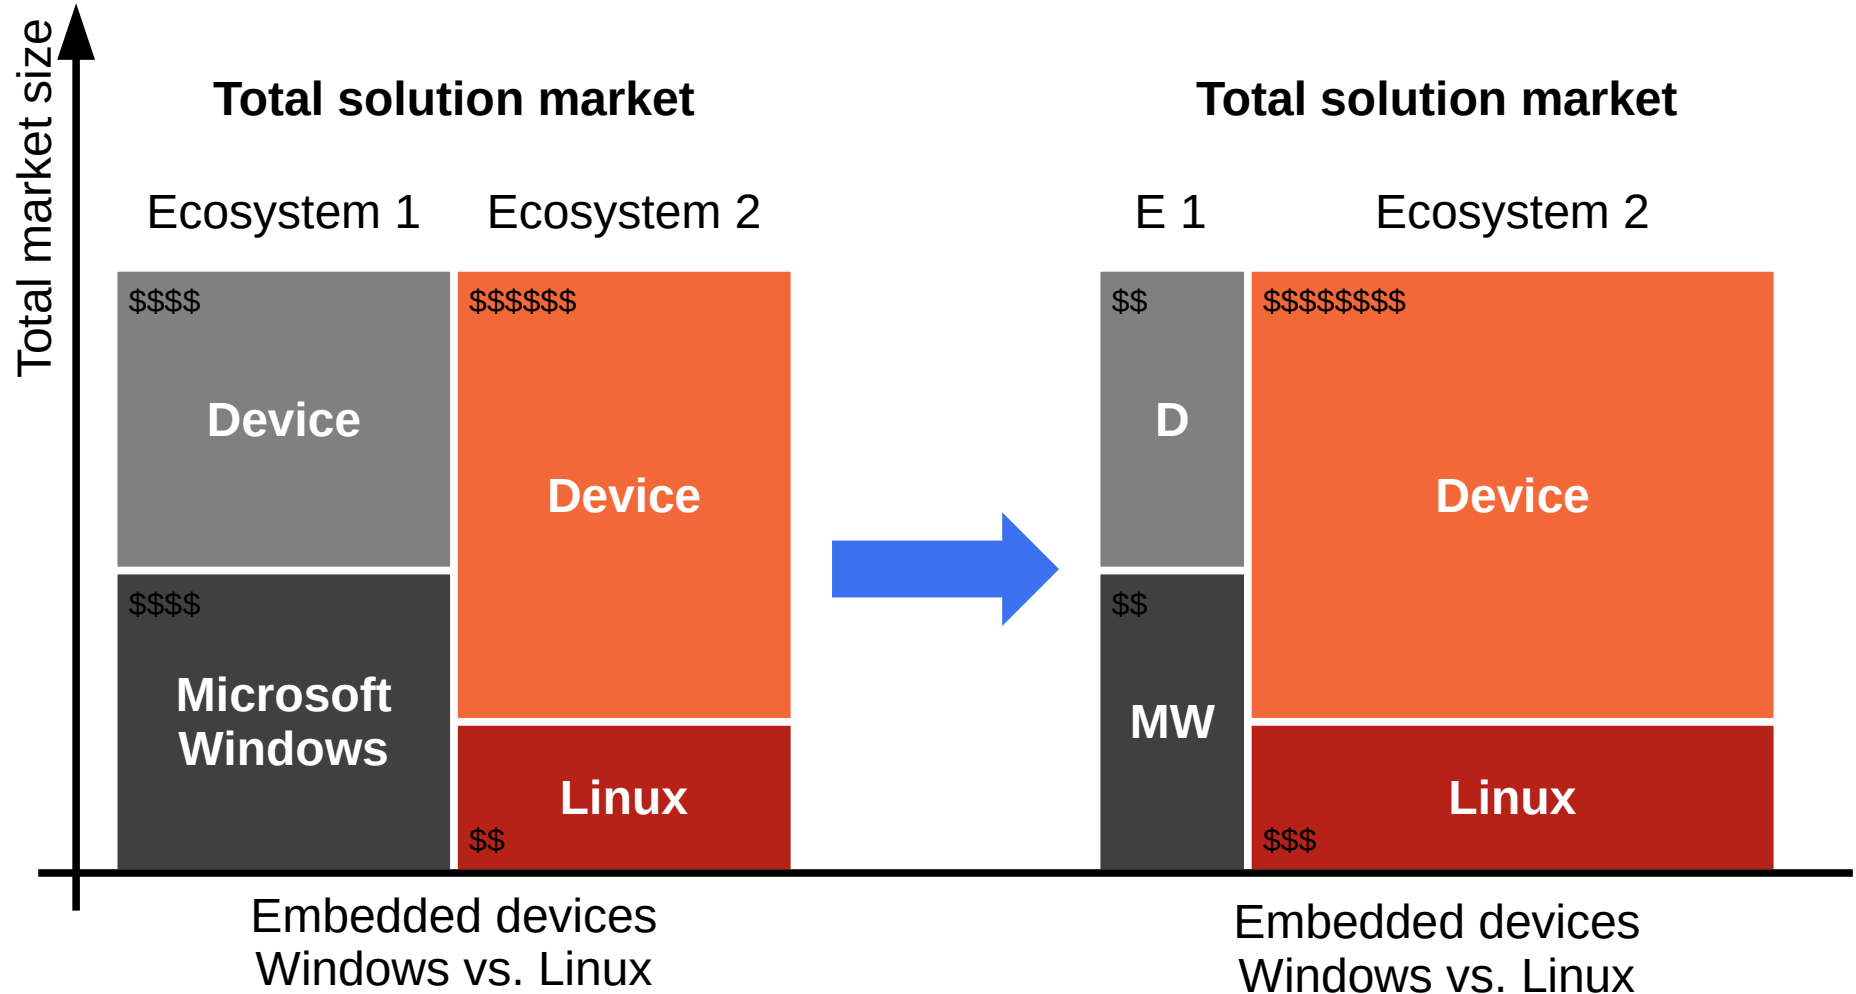 Total market size
Total solution market
Ecosystem 1
Ecosystem 2
$$$$
Device
$$$$
Microsoft
Windows
$$$$$$
Device
Linux
$$
Embedded devices
Windows vs. Linux
Total solution market
E 1
Ecosystem 2
$$
D
$$
MW
$$$$$$$$
Device
Linux
$$$
Embedded devices
Windows vs. Linux